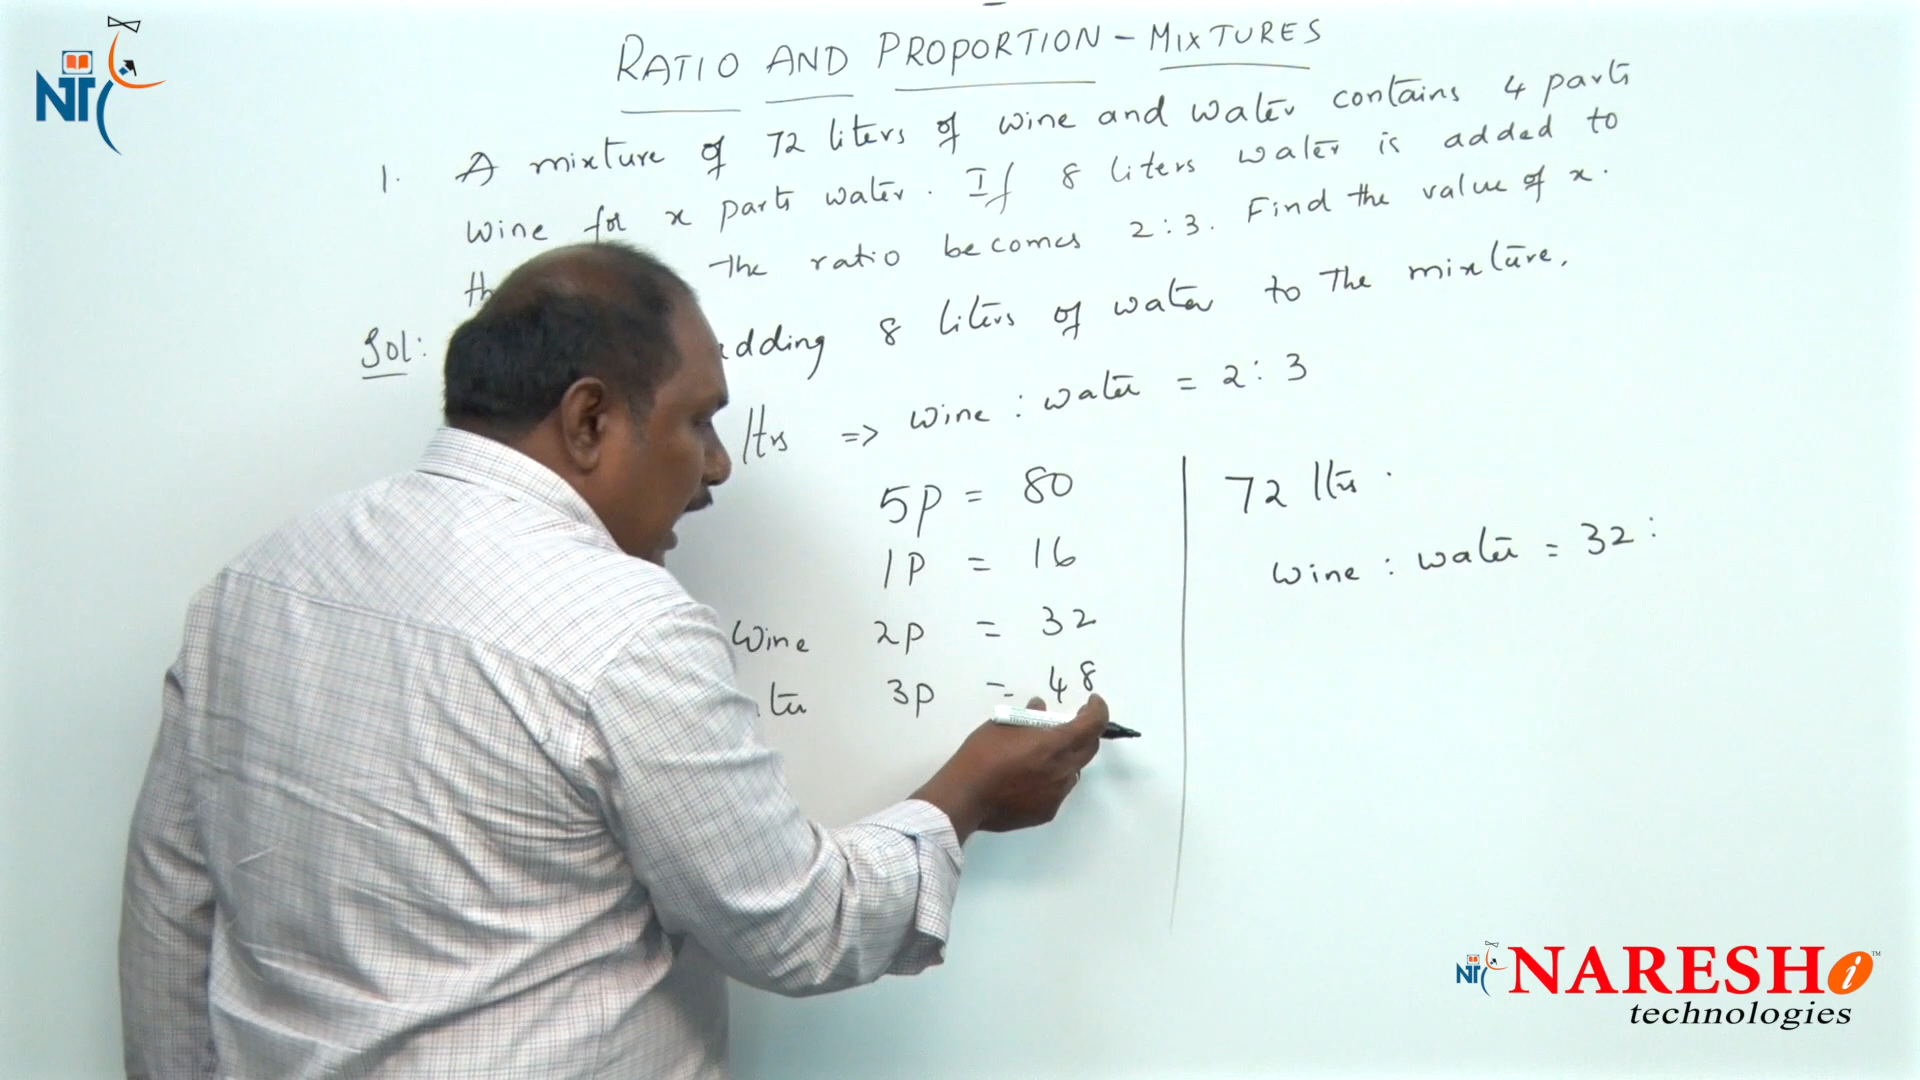 NT
RATIO AND PROPORTION - MIXTURES
1. A mixture of 72 liters of wine and water contains 4 parts
wine for x parts water. If 8 liters water is added to
the ratio becomes 2:3. Find the value of x.
Sol: adding 8 liters of water to the mixture,
ltrs => wine : water = 2:3
5p = 80
1p = 16
Wine 2p = 32
3p = 48
72 ltrs.
wine : water = 32 :
NT
NARESH i ™
technologies